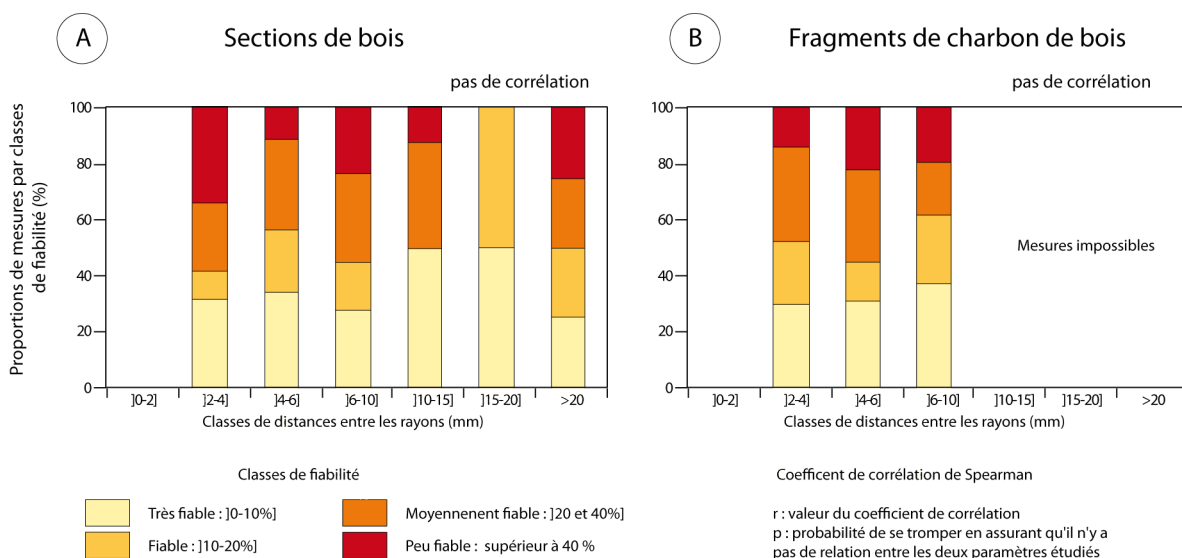 A
Sections de bois
pas de corrélation
Proportions de mesures par classes
de fiabilité (%)
100
80
60
40
20
0
]0-2]
]2-4]
]4-6]
]6-10]
]10-15]
]15-20]
>20
Classes de distances entre les rayons (mm)
B
Fragments de charbon de bois
pas de corrélation
100
80
60
40
20
0
Mesures impossibles
]0-2]
]2-4]
]4-6]
]6-10]
]10-15]
]15-20]
>20
Classes de distances entre les rayons (mm)
Classes de fiabilité
Très fiable : ]0-10%]
Fiable : ]10-20%]
Moyennenent fiable : ]20 et 40%]
Peu fiable : supérieur à 40 %
Coefficent de corrélation de Spearman
r : valeur du coefficient de corrélation
p : probabilité de se tromper en assurant qu'il n'y a
pas de relation entre les deux paramètres étudiés